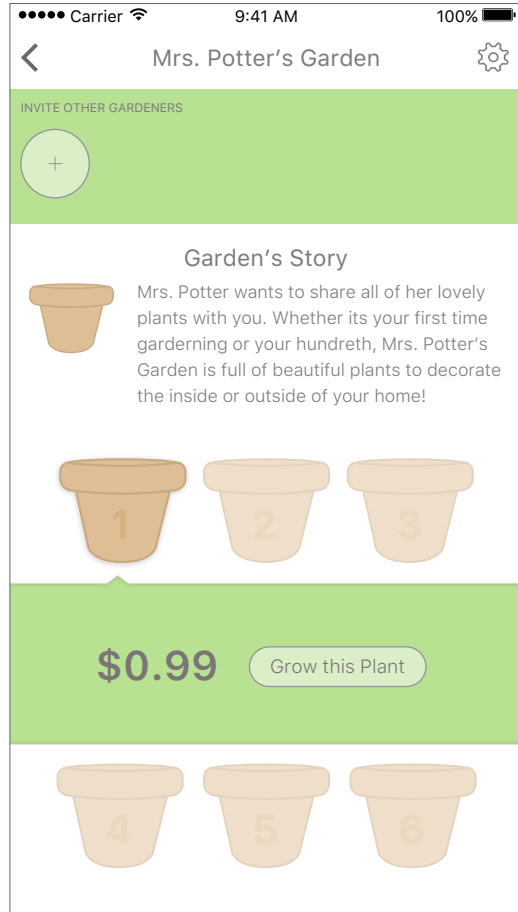 Carrier 9:41 AM 100%
Mrs. Potter's Garden
INVITE OTHER GARDENERS
+
Garden's Story
Mrs. Potter wants to share all of her lovely
plants with you. Whether its your first time
garderning or your hundreth, Mrs. Potter's
Garden is full of beautiful plants to decorate
the inside or outside of your home!
1 2 3
$0.99 Grow this Plant
4 5 6